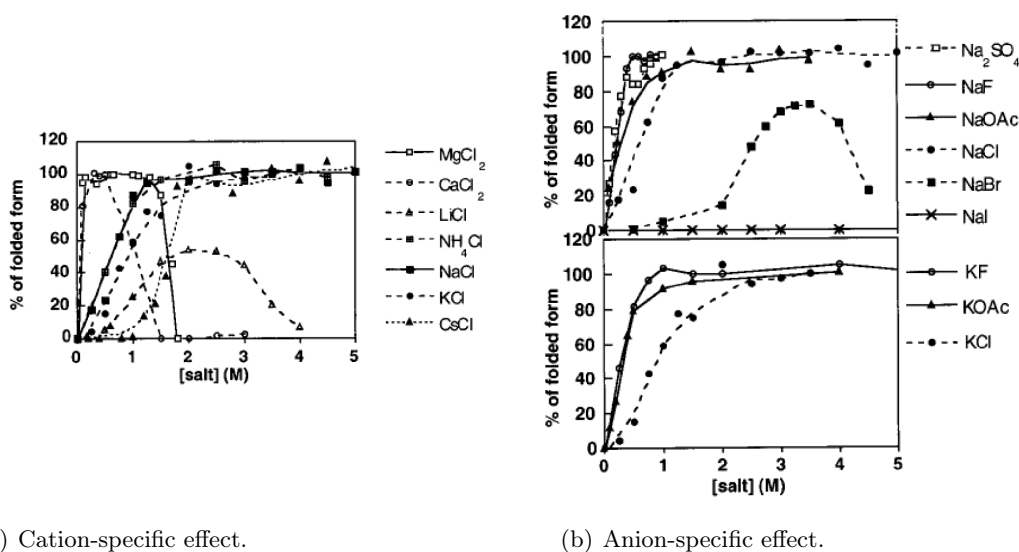 120
100
80
60
40
20
0
% of folded form
0 1 2 3 4 5
[salt] (M)
MgCl2
CaCl2
LiCl
NH4Cl
NaCl
KCl
CsCl
) Cation-specific effect.
120
100
80
60
40
20
0
% of folded form
Na2SO4
NaF
NaOAc
NaCl
NaBr
NaI
120
100
80
60
40
20
0
% of folded form
0 1 2 3 4 5
[salt] (M)
KF
KOAc
KCl
(b) Anion-specific effect.